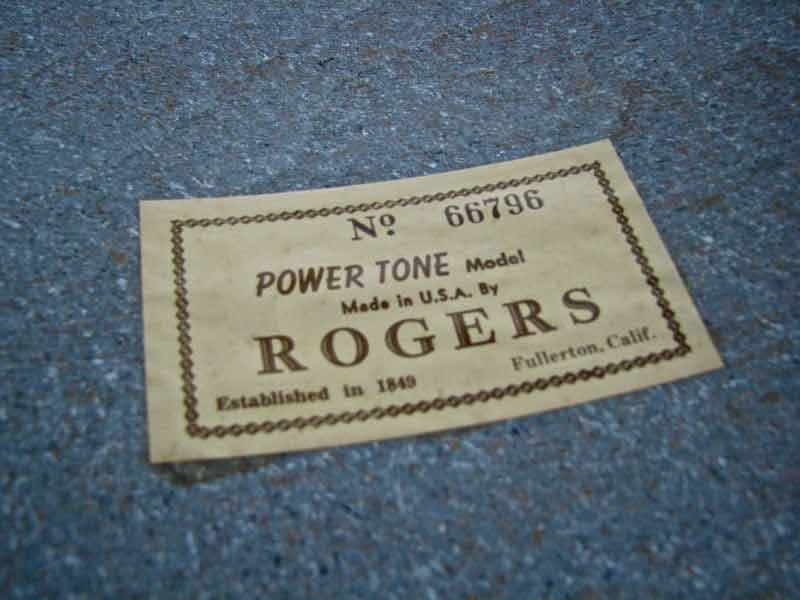 Nº 66796
POWER TONE Model
Made in U.S.A. By
ROGERS
Established in 1849 Fullerton, Calif.